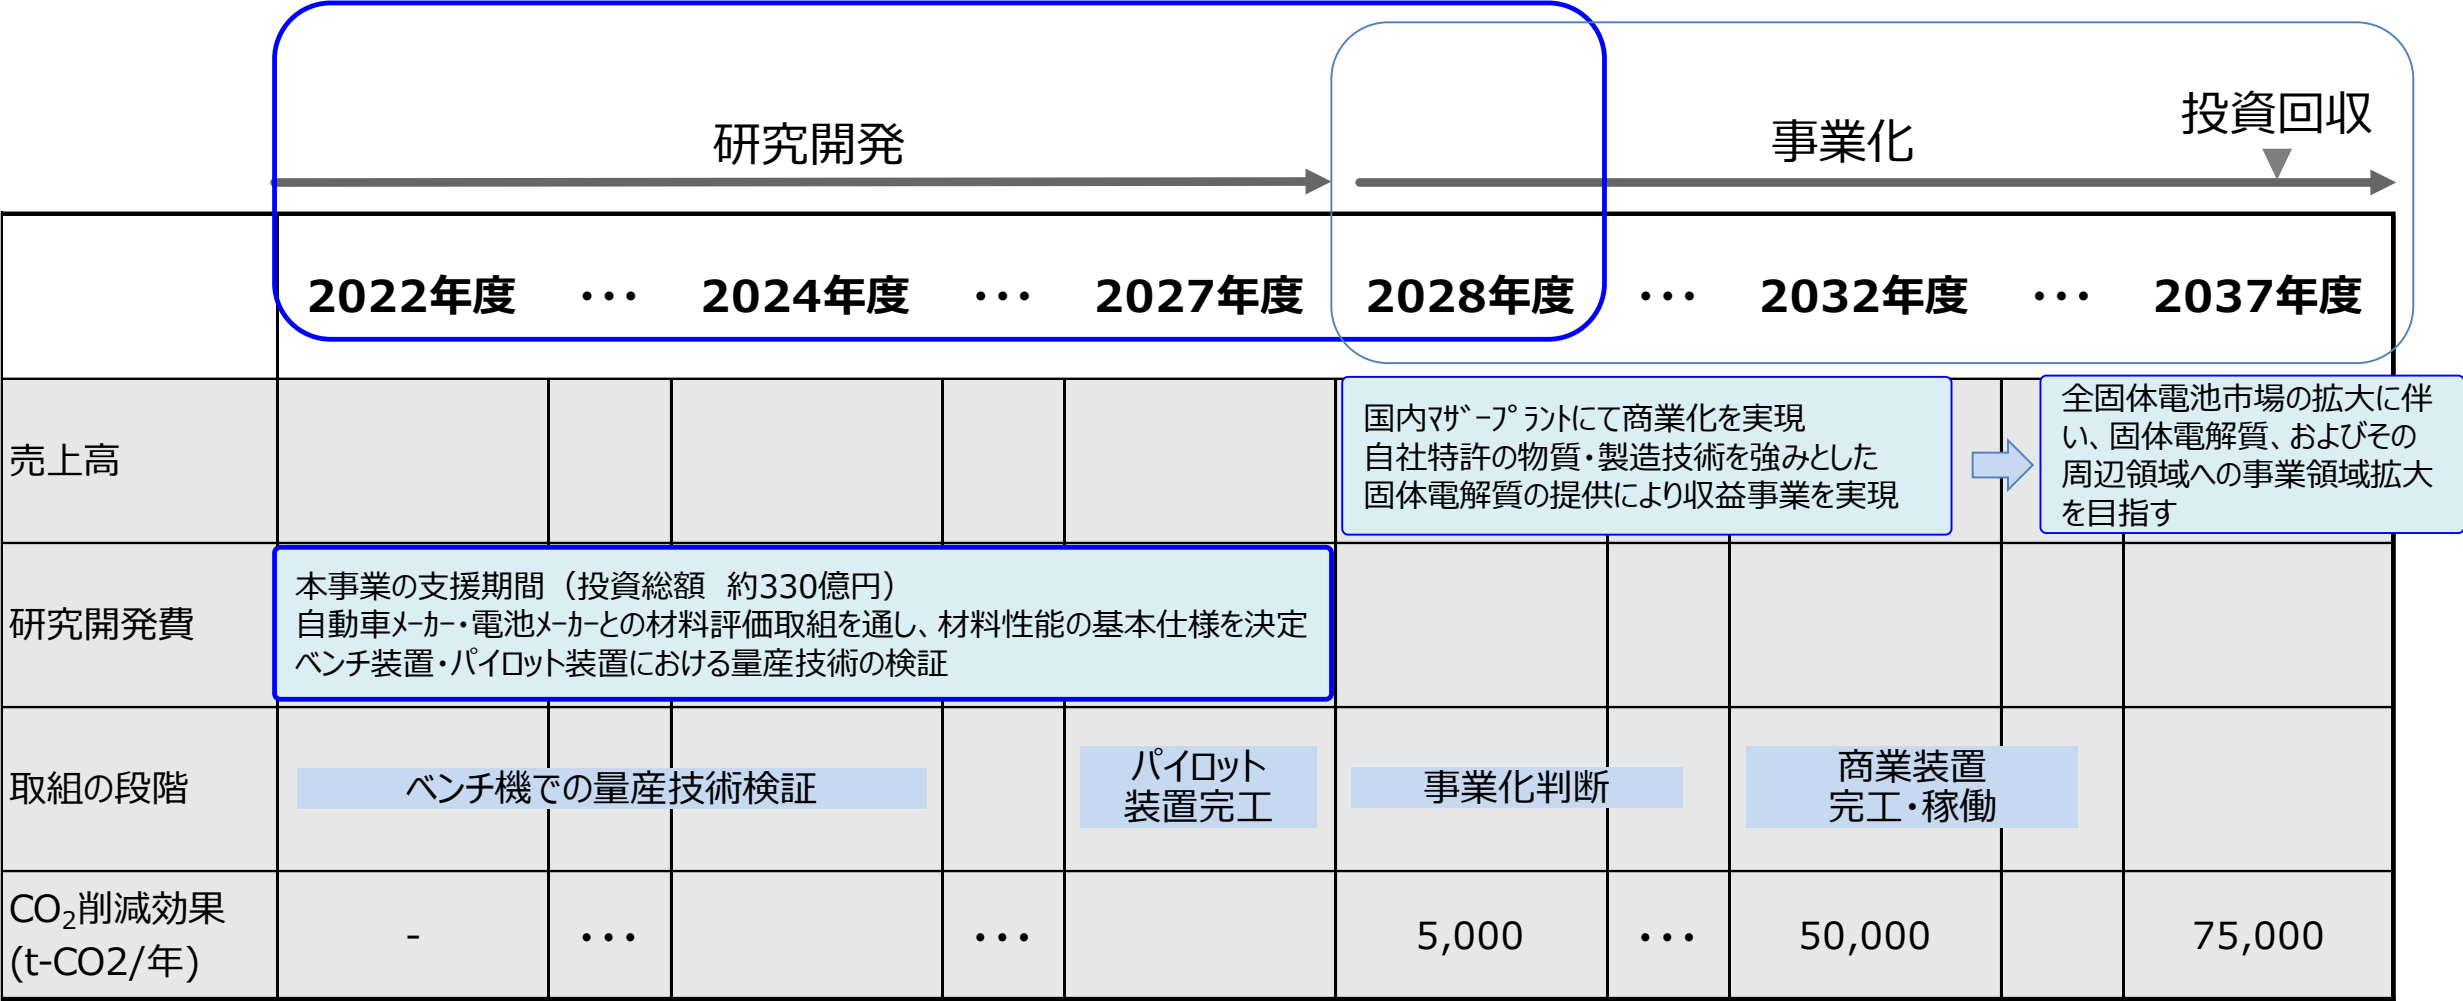 研究開発
事業化
投資回収
2022年度 ･･･ 2024年度 ･･･ 2027年度 2028年度 ･･･ 2032年度 ･･･ 2037年度
売上高
国内ﾏｻﾞｰﾌﾟﾗﾝﾄにて商業化を実現
自社特許の物質・製造技術を強みとした
固体電解質の提供により収益事業を実現
全固体電池市場の拡大に伴
い、固体電解質、およびその
周辺領域への事業領域拡大
を目指す
研究開発費
本事業の支援期間（投資総額　約330億円）
自動車ﾒｰｶｰ・電池ﾒｰｶｰとの材料評価取組を通し、材料性能の基本仕様を決定
ベンチ装置・パイロット装置における量産技術の検証
取組の段階
ベンチ機での量産技術検証
パイロット
装置完工
事業化判断
商業装置
完工・稼働
CO₂削減効果
(t-CO2/年)
- ･･･ ･･･ 5,000 ･･･ 50,000 75,000